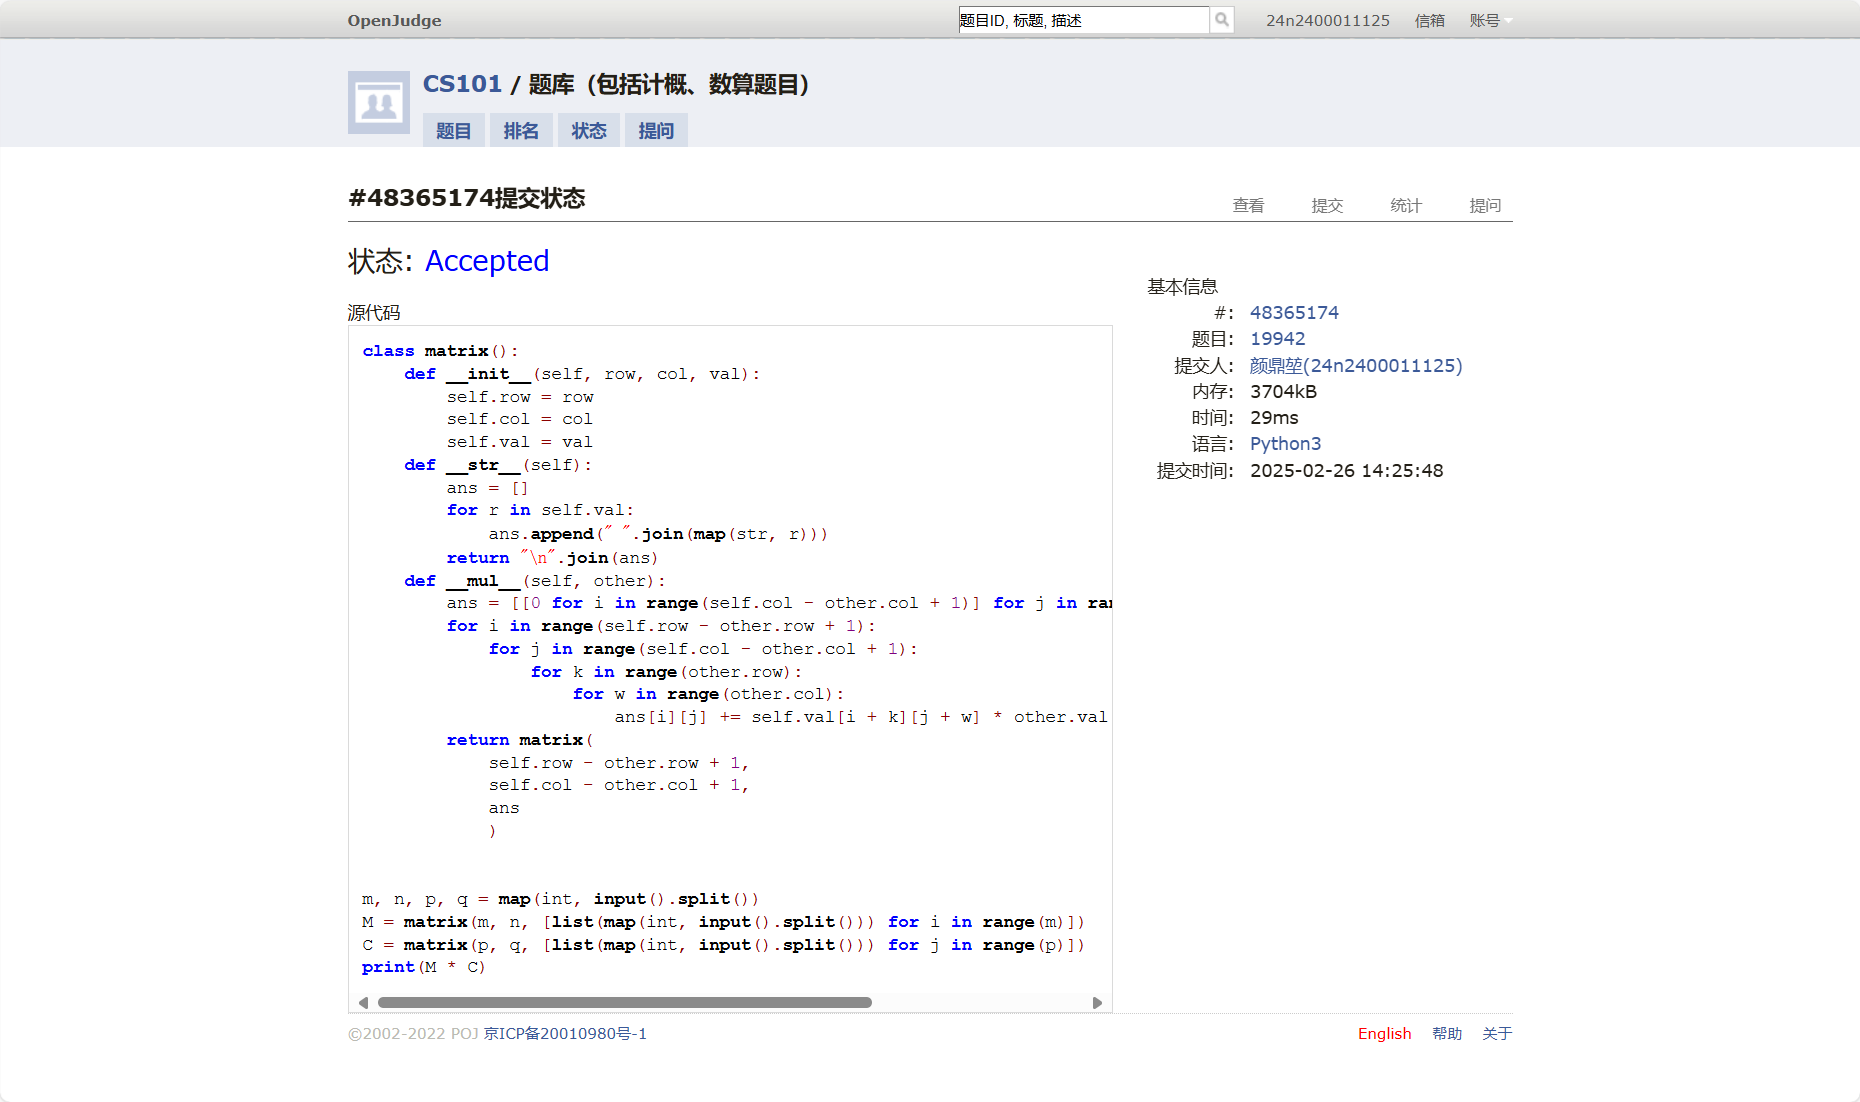 OpenJudge
题目ID, 标题, 描述
24n2400011125 信箱 账号
CS101 / 题库（包括计概、数算题目）
题目 排名 状态 提问
#48365174提交状态
查看 提交 统计 提问
状态: Accepted
源代码
class matrix():
    def __init__(self, row, col, val):
        self.row = row
        self.col = col
        self.val = val
    def __str__(self):
        ans = []
        for r in self.val:
            ans.append(" ".join(map(str, r)))
        return "\n".join(ans)
    def __mul__(self, other):
        ans = [[0 for i in range(self.col - other.col + 1)] for j in ran
        for i in range(self.row - other.row + 1):
            for j in range(self.col - other.col + 1):
                for k in range(other.row):
                    for w in range(other.col):
                        ans[i][j] += self.val[i + k][j + w] * other.val
        return matrix(
            self.row - other.row + 1,
            self.col - other.col + 1,
            ans
            )
m, n, p, q = map(int, input().split())
M = matrix(m, n, [list(map(int, input().split())) for i in range(m)])
C = matrix(p, q, [list(map(int, input().split())) for j in range(p)])
print(M * C)
基本信息
#: 48365174
题目: 19942
提交人: 颜鼎堃(24n2400011125)
内存: 3704kB
时间: 29ms
语言: Python3
提交时间: 2025-02-26 14:25:48
©2002-2022 POJ 京ICP备20010980号-1
English 帮助 关于